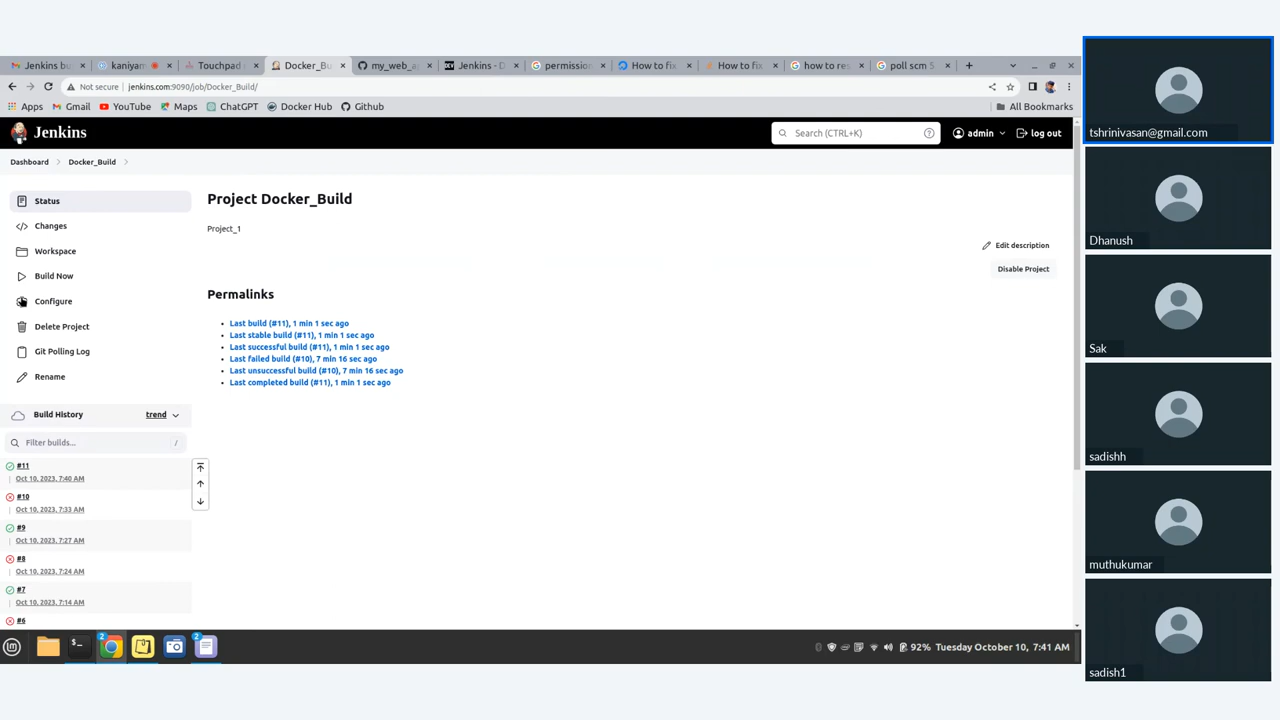 Jenkins bu
kaniyam
Touchpad
Docker_Bu
my_web_a
Jenkins - D
permission
How to fix
How to fix
how to res
poll scm S
Not secure
jenkins.com:9090/job/Docker_Build/
Apps
Gmail
YouTube
Maps
ChatGPT
Docker Hub
Github
All Bookmarks
Jenkins
Search (CTRL+K)
admin
log out
Dashboard
Docker_Build
Status
Changes
Workspace
Build Now
Configure
Delete Project
Git Polling Log
Rename
Build History
trend
Filter builds...
/
#11
Oct 10, 2023, 7:40 AM
#10
Oct 10, 2023, 7:33 AM
#9
Oct 10, 2023, 7:27 AM
#8
Oct 10, 2023, 7:24 AM
#7
Oct 10, 2023, 7:14 AM
#6
Project Docker_Build
Project_1
Edit description
Disable Project
Permalinks
Last build (#11), 1 min 1 sec ago
Last stable build (#11), 1 min 1 sec ago
Last successful build (#11), 1 min 1 sec ago
Last failed build (#10), 7 min 16 sec ago
Last unsuccessful build (#10), 7 min 16 sec ago
Last completed build (#11), 1 min 1 sec ago
2
2
92%
Tuesday October 10, 7:41 AM
tshrinivasan@gmail.com
Dhanush
Sak
sadishh
muthukumar
sadish1